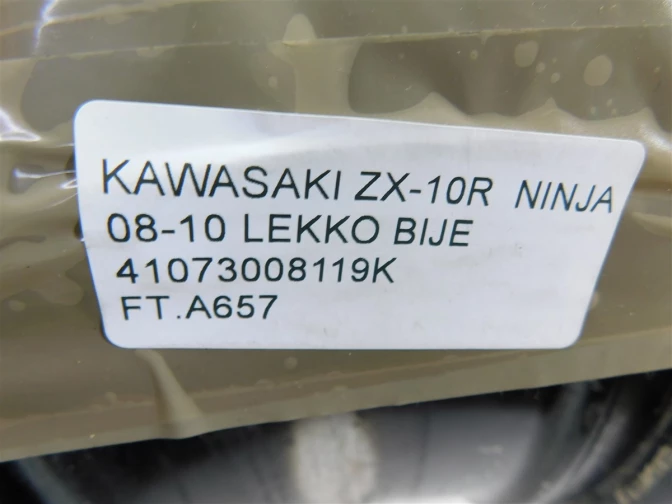 KAWASAKI ZX-10R NINJA
08-10 LEKKO BIJE
41073008119K
FT.A657